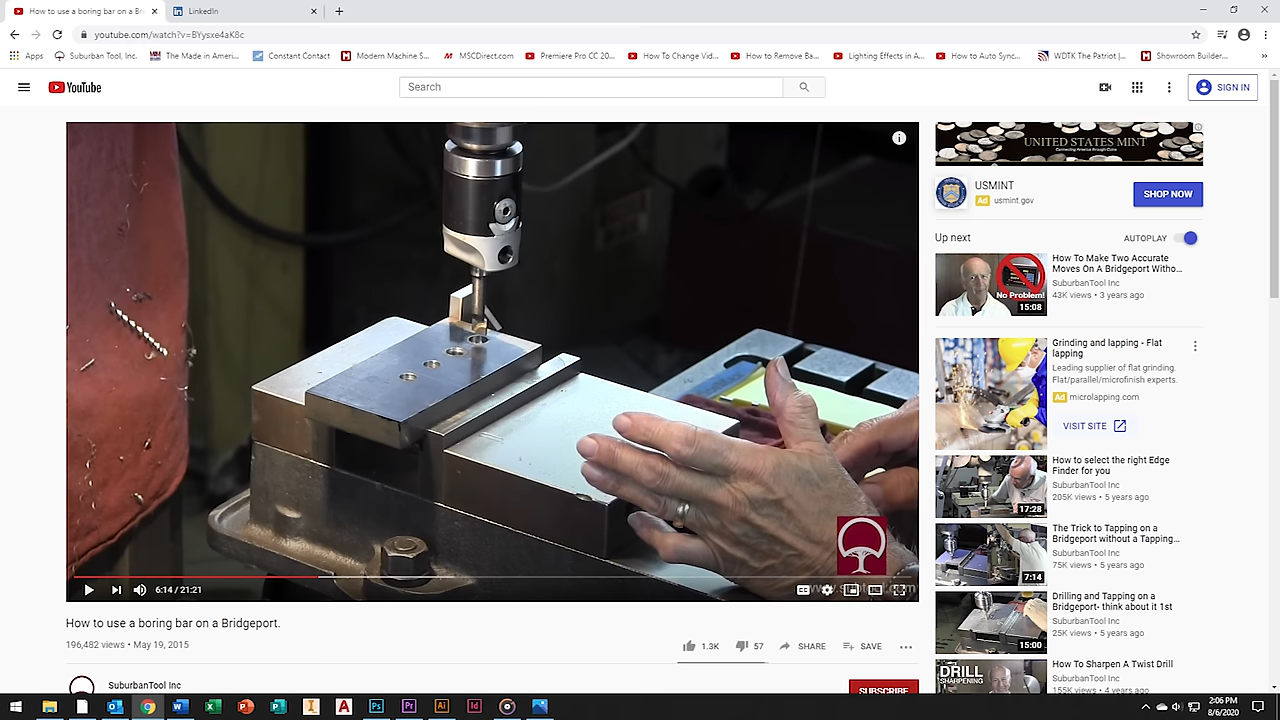 How to use a boring bar on a Bri
LinkedIn
youtube.com/watch?v=BYysxe4aK8c
Apps
Suburban Tool, Inc.
The Made in Ameri...
Constant Contact
Modern Machine S...
MSCDirect.com
Premiere Pro CC 20...
How To Change Vid...
How to Remove Ba...
Lighting Effects in A...
How to Auto Sync...
WDTK The Patriot |...
Showroom Builder...
YouTube
Search
SIGN IN
UNITED STATES MINT
Connecting America through Coins
USMINT
Ad usmint.gov
SHOP NOW
Up next
AUTOPLAY
No Problem!
15:08
How To Make Two Accurate
Moves On A Bridgeport Witho...
SuburbanTool Inc
43K views • 3 years ago
Grinding and lapping - Flat
lapping
Leading supplier of flat grinding.
Flat/parallel/microfinish experts.
Ad microlapping.com
VISIT SITE
17:28
How to select the right Edge
Finder for you
SuburbanTool Inc
205K views • 5 years ago
7:14
The Trick to Tapping on a
Bridgeport without a Tapping...
SuburbanTool Inc
75K views • 5 years ago
15:00
Drilling and Tapping on a
Bridgeport- think about it 1st
SuburbanTool Inc
25K views • 5 years ago
DRILL
SHARPENING
How To Sharpen A Twist Drill
SuburbanTool Inc
155K views • 4 years ago
6:14 / 21:21
How to use a boring bar on a Bridgeport.
196,482 views • May 19, 2015
1.3K
57
SHARE
SAVE
SuburbanTool Inc
SUBSCRIBE
2:06 PM
8/6/2020